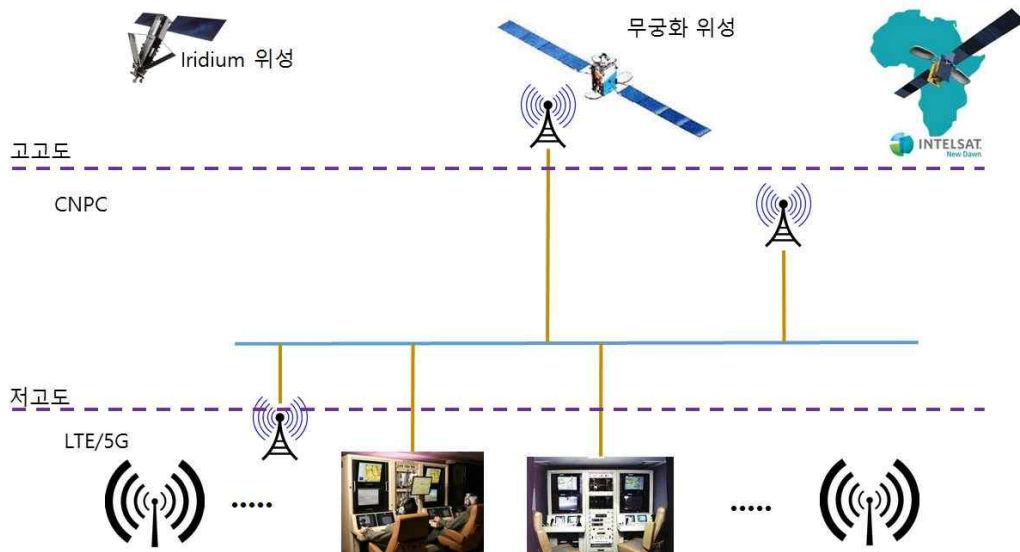 Iridium 위성
무궁화 위성
INTELSAT
New Dawn
고고도
CNPC
저고도
LTE/5G